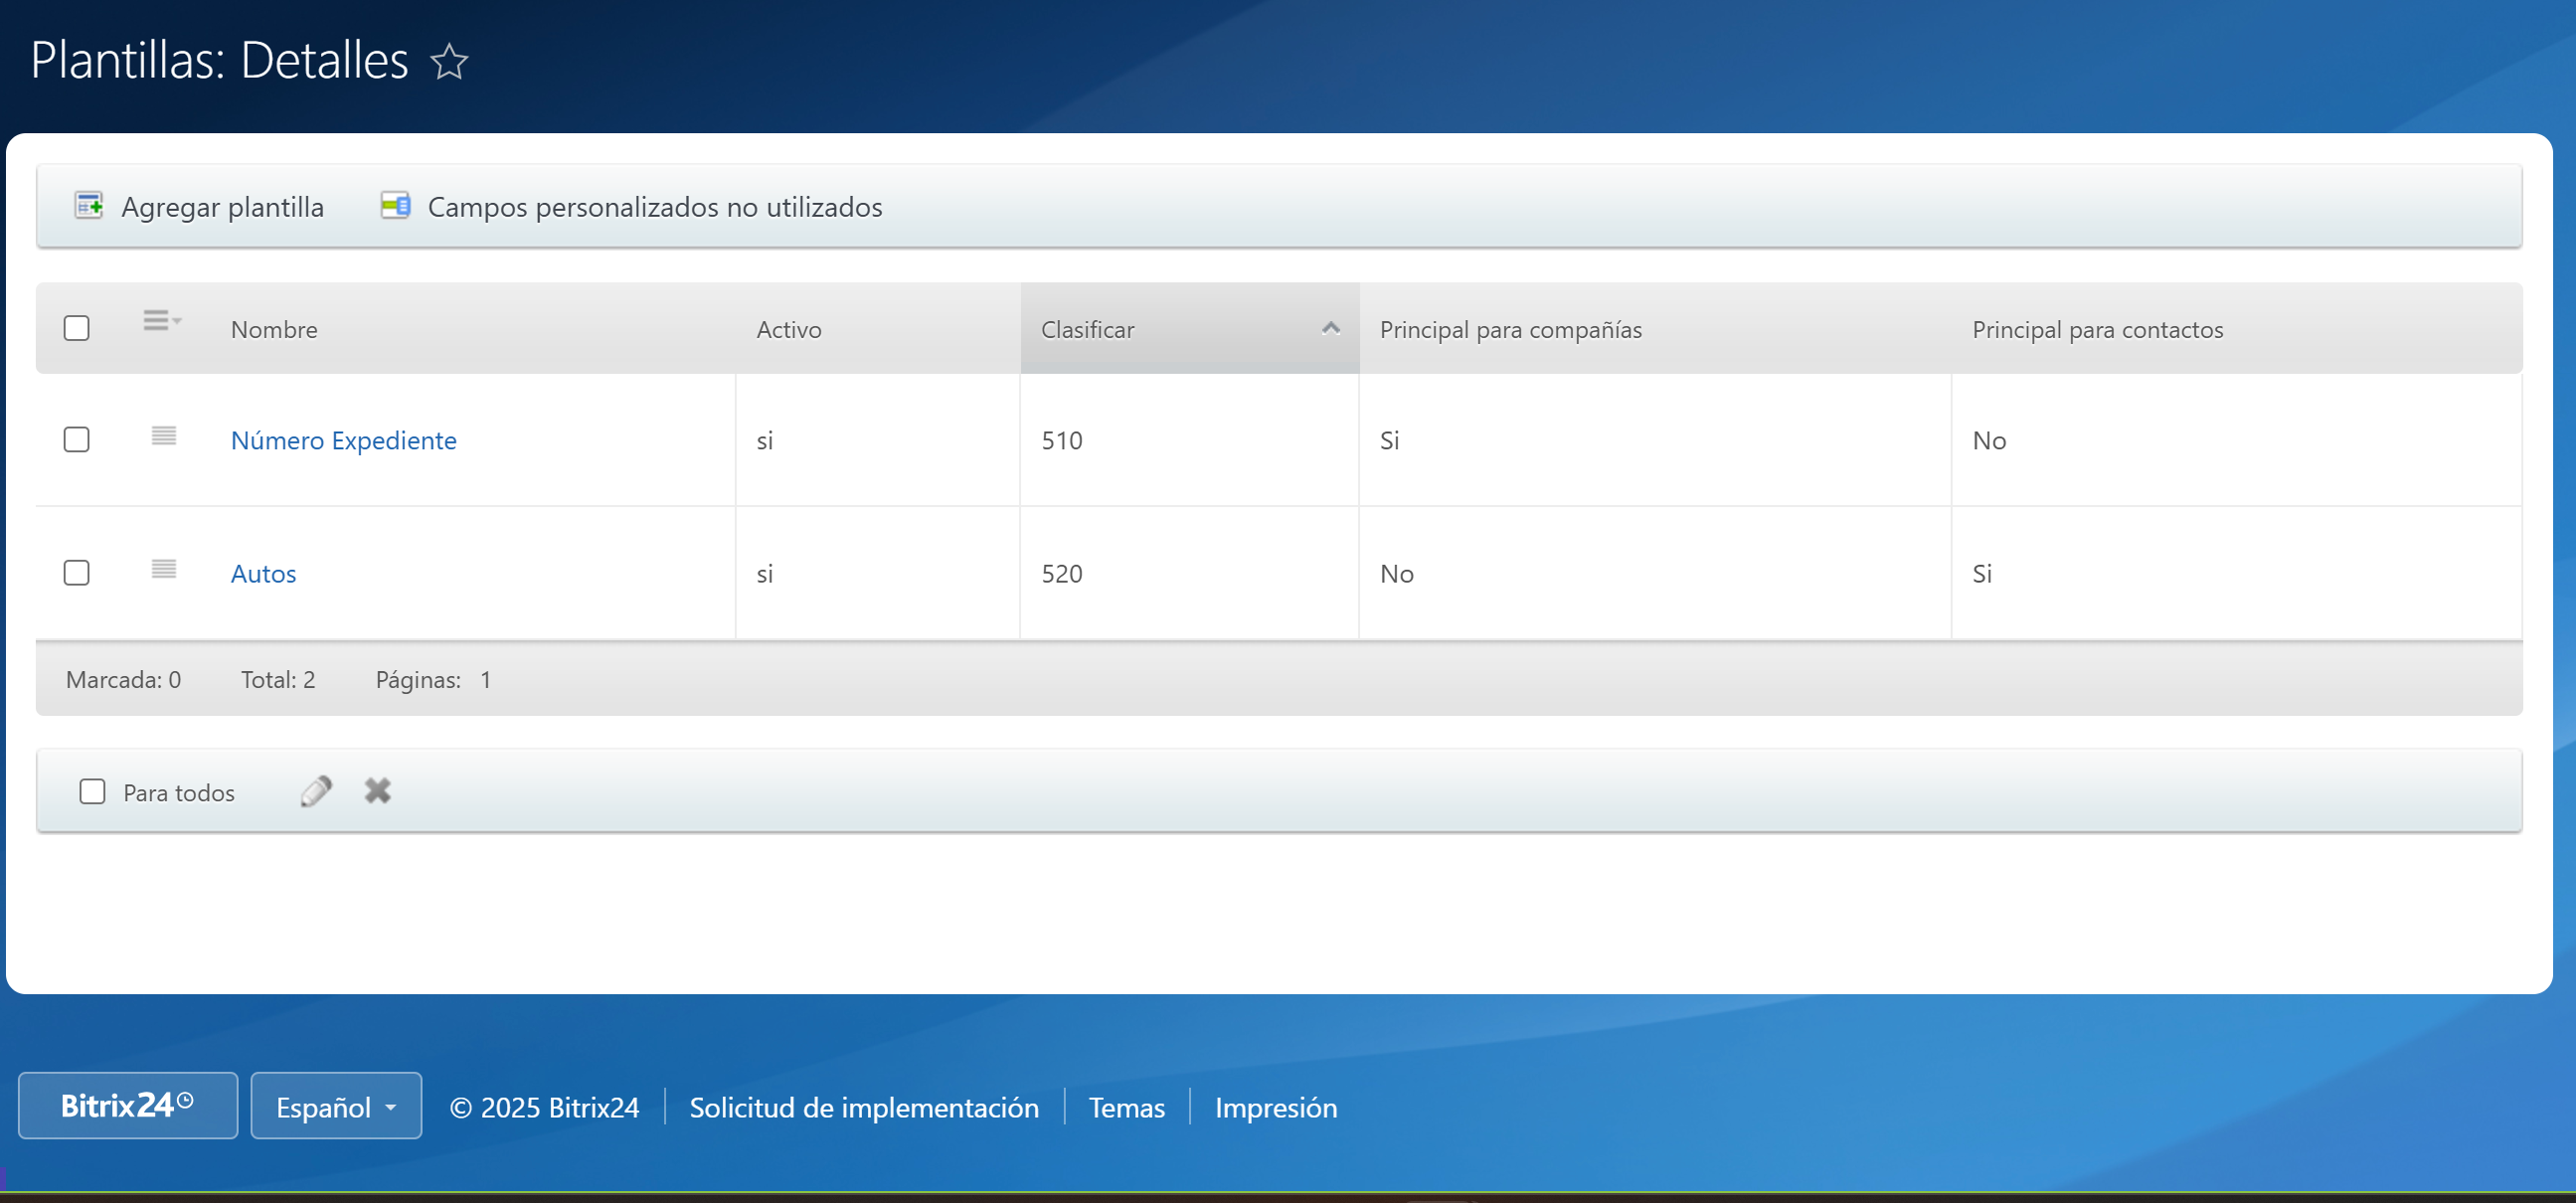 Plantillas: Detalles
Agregar plantilla Campos personalizados no utilizados
Nombre Activo Clasificar Principal para compañías Principal para contactos
Número Expediente si 510 Si No
Autos si 520 No Si
Marcada: 0 Total: 2 Páginas: 1
Para todos
Bitrix24 Español © 2025 Bitrix24 Solicitud de implementación Temas Impresión